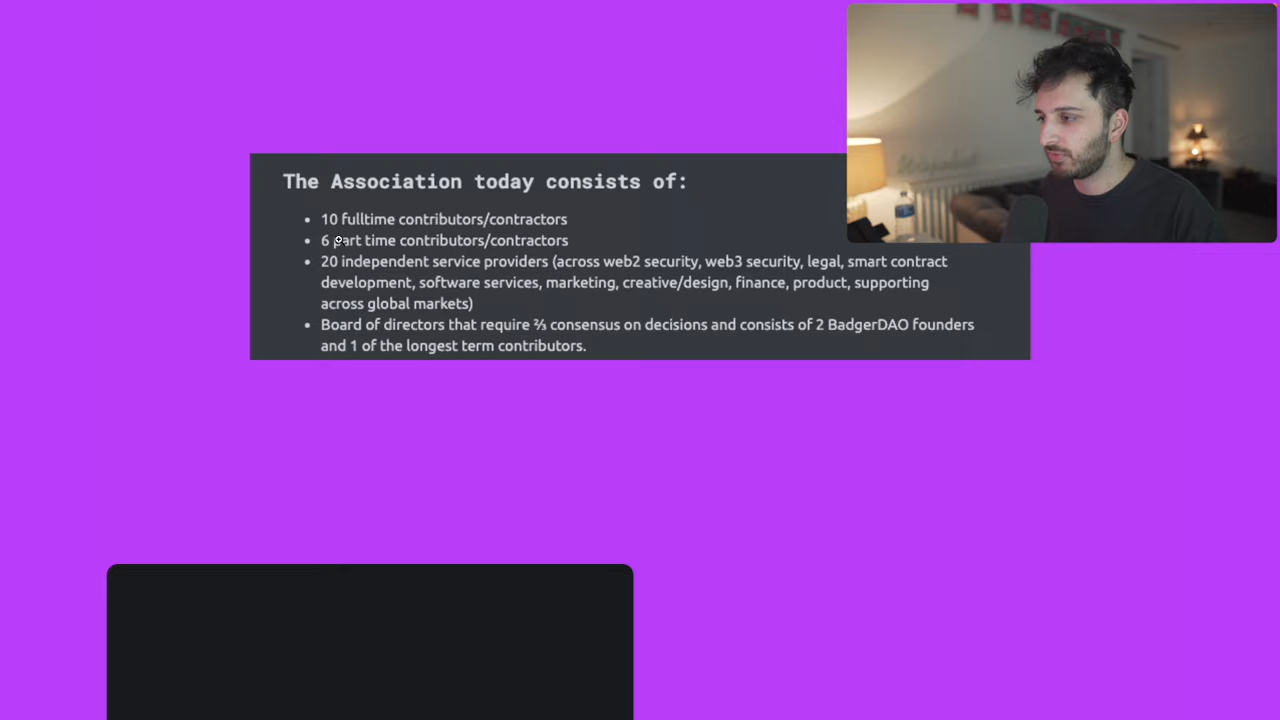 The Association today consists of:
10 fulltime contributors/contractors
6 part time contributors/contractors
20 independent service providers (across web2 security, web3 security, legal, smart contract
development, software services, marketing, creative/design, finance, product, supporting
across global markets)
Board of directors that require ⅔ consensus on decisions and consists of 2 BadgerDAO founders
and 1 of the longest term contributors.